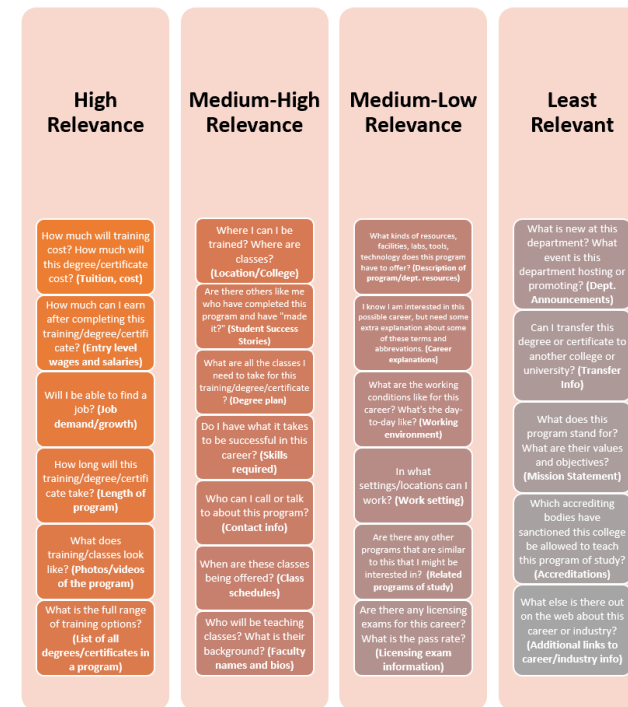 High
Relevance
How much will training
cost? How much will
this degree/certificate
cost? (Tuition, cost)
How much can I earn
after completing this
training/degree/certifi
cate? (Entry level
wages and salaries)
Will I be able to find a
job? (Job
demand/growth)
How long will this
training/degree/certifi
cate take? (Length of
program)
What does
training/classes look
like? (Photos/videos
of the program)
What is the full range
of training options?
(List of all
degrees/certificates in
a program)
Medium-High
Relevance
Where I can I be
trained? Where are
classes?
(Location/College)
Are there others like me
who have completed this
program and have “made
it?” (Student Success
Stories)
What are all the classes I
need to take for this
training/degree/certificate
? (Degree plan)
Do I have what it takes
to be successful in this
career? (Skills
required)
Who can I call or talk
to about this program?
(Contact info)
When are these classes
being offered? (Class
schedules)
Who will be teaching
classes? What is their
background? (Faculty
names and bios)
Medium-Low
Relevance
What kinds of resources,
facilities, labs, tools,
technology does this program
have to offer? (Description of
program/dept. resources)
I know I am interested in this
possible career, but need some
extra explanation about some
of these terms and
abbrevations. (Career
explanations)
What are the working
conditions like for this
career? What's the day-
to-day like? (Working
environment)
In what
settings/locations can I
work? (Work setting)
Are there any other
programs that are similar
to this that I might be
interested in? (Related
programs of study)
Are there any licensing
exams for this career?
What is the pass rate?
(Licensing exam
information)
Least
Relevant
What is new at this
department? What
event is this
department hosting or
promoting? (Dept.
Announcements)
Can I transfer this
degree or certificate to
another college or
university? (Transfer
Info)
What does this
program stand for?
What are their values
and objectives?
(Mission Statement)
Which accrediting
bodies have
sanctioned this college
be allowed to teach
this program of study?
(Accreditations)
What else is there out
on the web about this
career or industry?
(Additional links to
career/industry info)